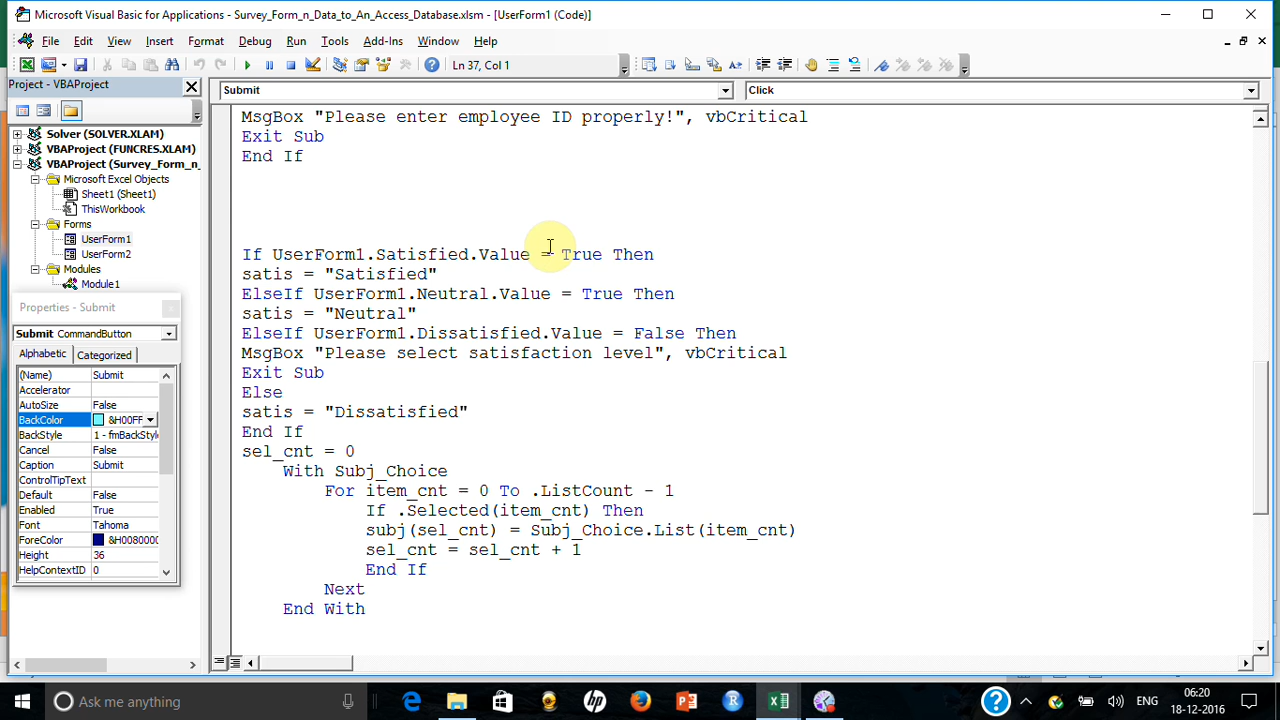 Microsoft Visual Basic for Applications - Survey_Form_n_Data_to_An_Access_Database.xlsm - [UserForm1 (Code)]
File Edit View Insert Format Debug Run Tools Add-Ins Window Help
Ln 37, Col 1
Project - VBAProject
Submit
Click
Solver (SOLVER.XLAM)
VBAProject (FUNCRES.XLAM)
VBAProject (Survey_Form_n_
Microsoft Excel Objects
Sheet1 (Sheet1)
ThisWorkbook
Forms
UserForm1
UserForm2
Modules
Module1
Properties - Submit
Submit CommandButton
Alphabetic Categorized
(Name) Submit
Accelerator
AutoSize False
BackColor &H00FF
BackStyle 1 - fmBackStyl
Cancel False
Caption Submit
ControlTipText
Default False
Enabled True
Font Tahoma
ForeColor &H0080000
Height 36
HelpContextID 0
MsgBox "Please enter employee ID properly!", vbCritical
Exit Sub
End If
If UserForm1.Satisfied.Value = True Then
satis = "Satisfied"
ElseIf UserForm1.Neutral.Value = True Then
satis = "Neutral"
ElseIf UserForm1.Dissatisfied.Value = False Then
MsgBox "Please select satisfaction level", vbCritical
Exit Sub
Else
satis = "Dissatisfied"
End If
sel_cnt = 0
With Subj_Choice
For item_cnt = 0 To .ListCount - 1
If .Selected(item_cnt) Then
subj(sel_cnt) = Subj_Choice.List(item_cnt)
sel_cnt = sel_cnt + 1
End If
Next
End With
Ask me anything
ENG
06:20
18-12-2016